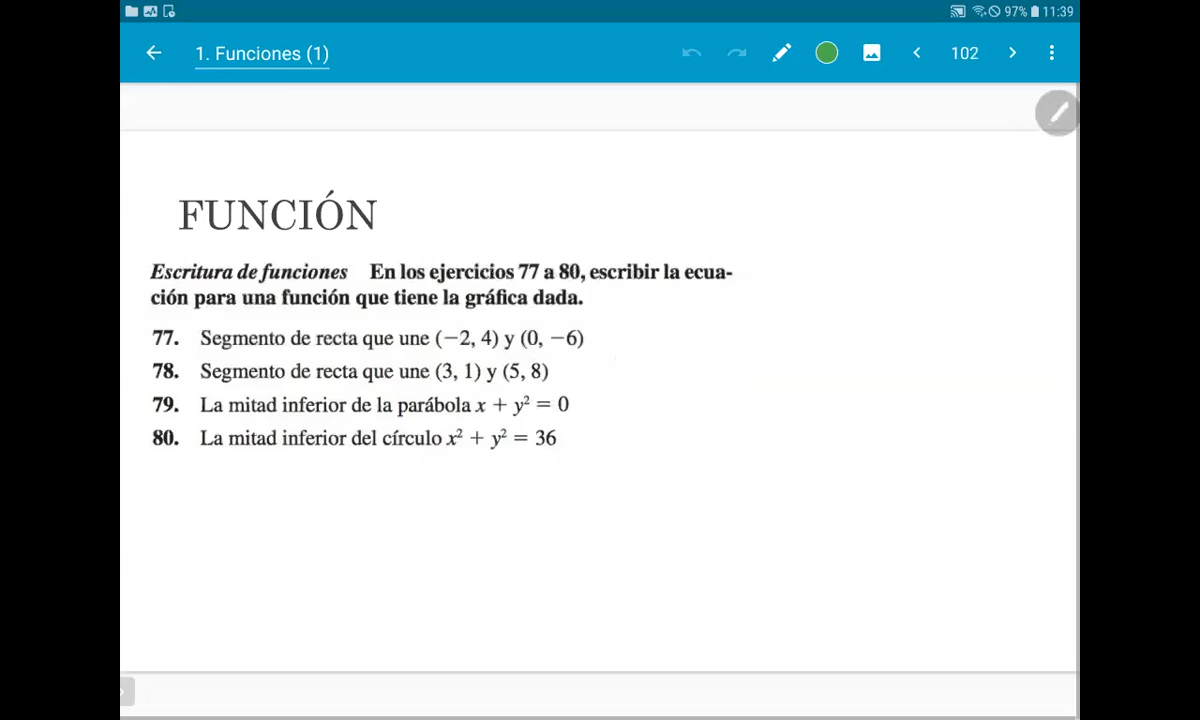 97% 11:39
1. Funciones (1)
102
FUNCIÓN
Escritura de funciones En los ejercicios 77 a 80, escribir la ecua-
ción para una función que tiene la gráfica dada.
77. Segmento de recta que une (−2, 4) y (0, −6)
78. Segmento de recta que une (3, 1) y (5, 8)
79. La mitad inferior de la parábola x + y² = 0
80. La mitad inferior del círculo x² + y² = 36